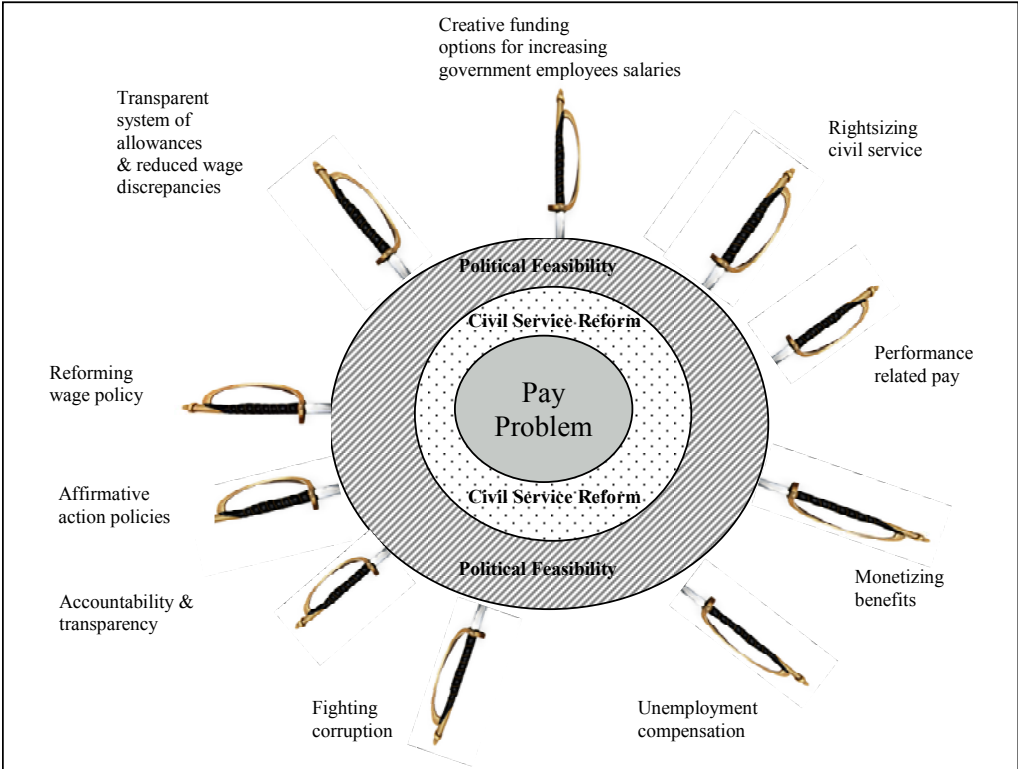 Creative funding
options for increasing
government employees salaries
Transparent
system of
allowances
& reduced wage
discrepancies
Rightsizing
civil service
Political Feasibility
Civil Service Reform
Performance
related pay
Reforming
wage policy
Pay
Problem
Affirmative
action policies
Civil Service Reform
Political Feasibility
Monetizing
benefits
Accountability &
transparency
Fighting
corruption
Unemployment
compensation